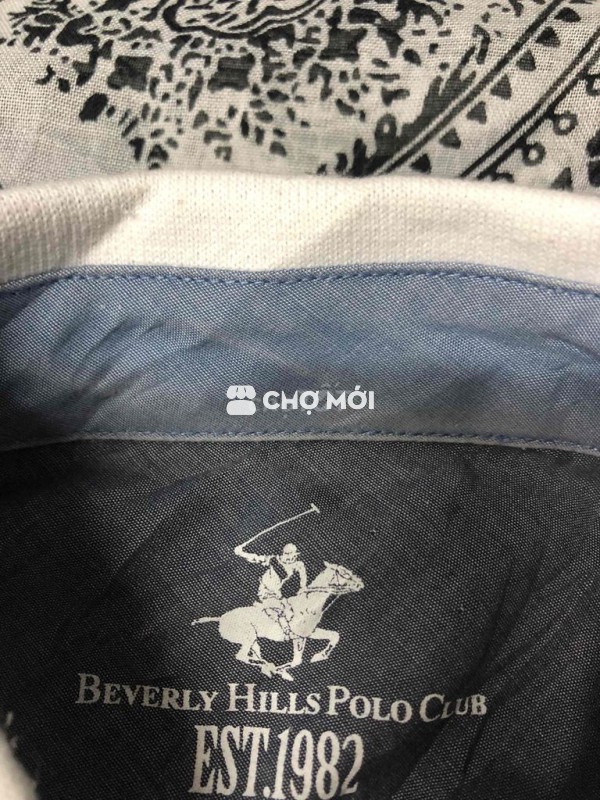 CHỢ MỚI
BEVERLY HILLS POLO CLUB
EST.1982